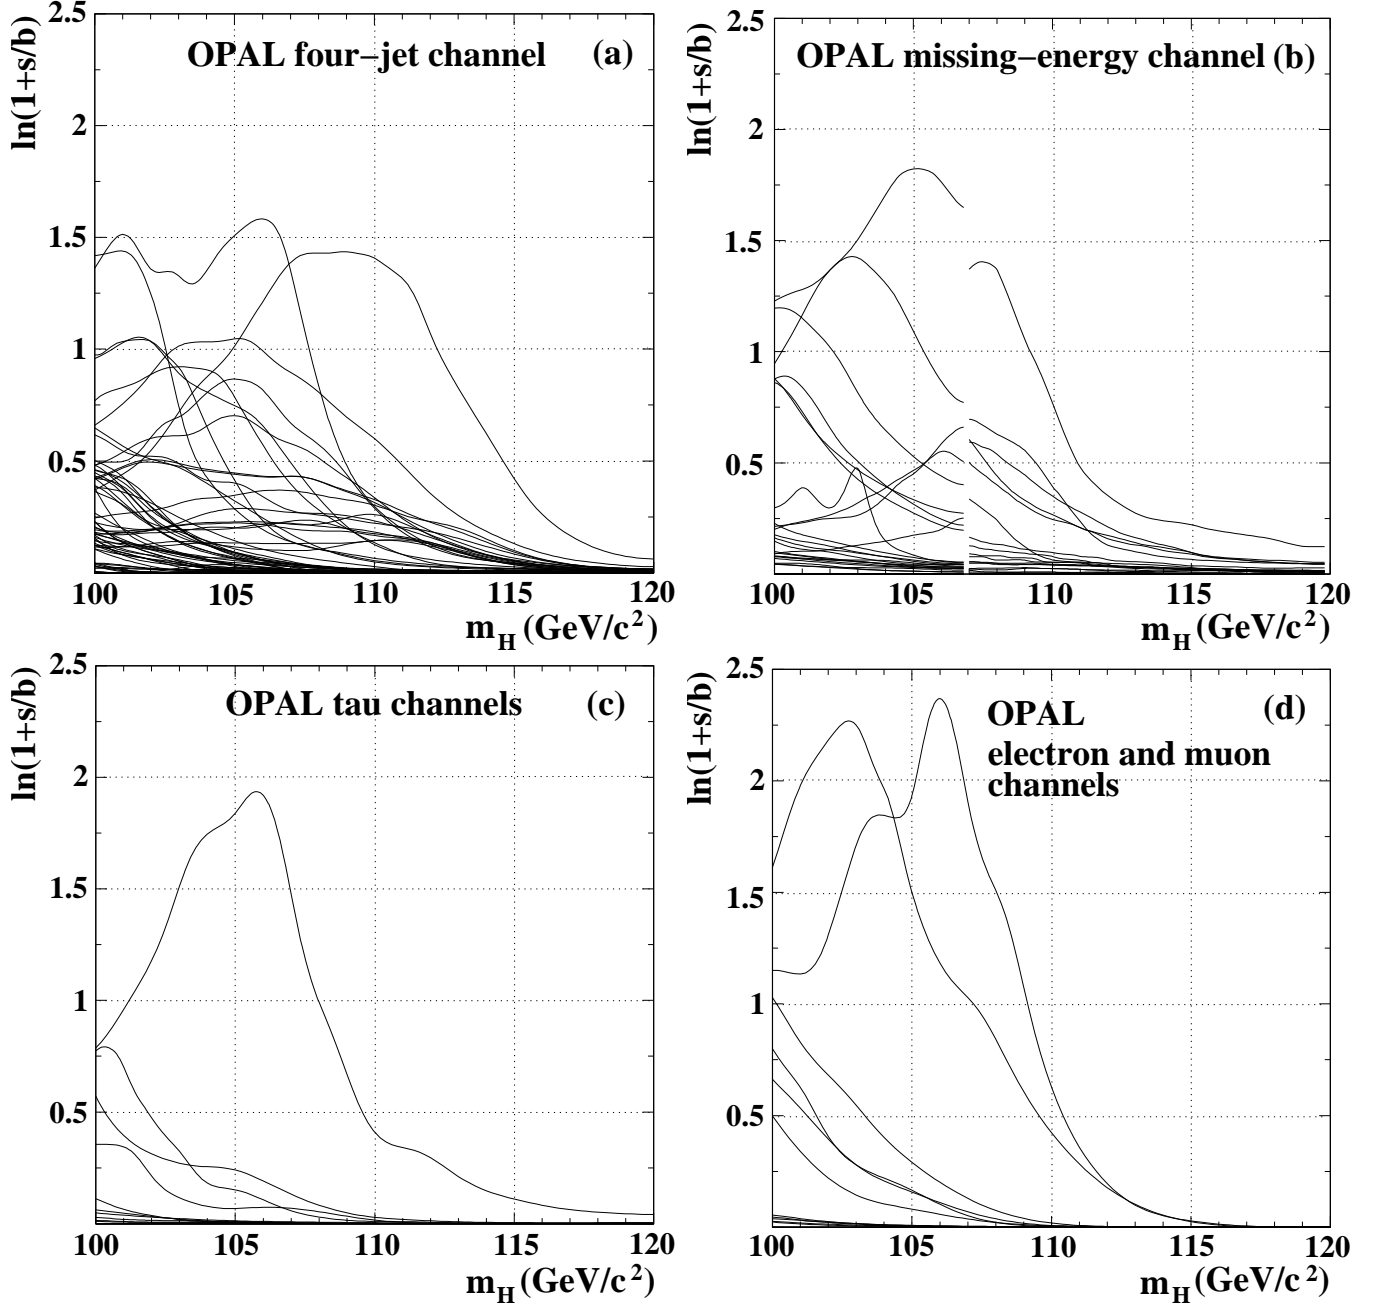 OPAL four-jet channel (a)
ln(1+s/b)
2.5
2
1.5
1
0.5
100 105 110 115 120
m_H (GeV/c²)
OPAL missing-energy channel (b)
ln(1+s/b)
2.5
2
1.5
1
0.5
100 105 110 115 120
m_H (GeV/c²)
OPAL tau channels (c)
ln(1+s/b)
2.5
2
1.5
1
0.5
100 105 110 115 120
m_H (GeV/c²)
OPAL (d)
electron and muon
channels
ln(1+s/b)
2.5
2
1.5
1
0.5
100 105 110 115 120
m_H (GeV/c²)